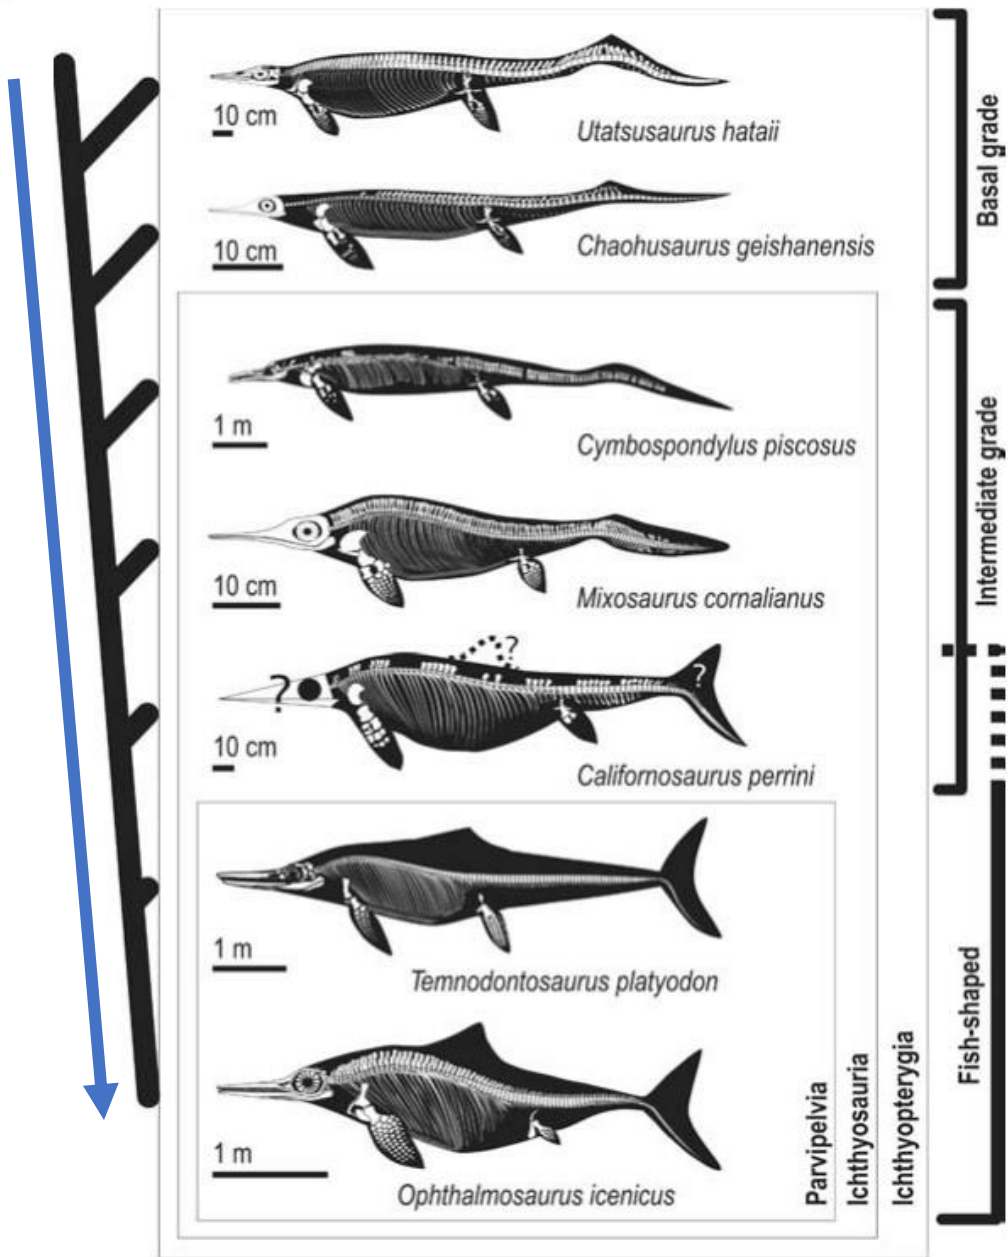 10 cm
Utatsusaurus hataii
10 cm
Chaohusaurus geishanensis
Basal grade
1 m
Cymbospondylus piscosus
10 cm
Mixosaurus cornalianus
?
?
?
10 cm
Californosaurus perrini
Intermediate grade
1 m
Temnodontosaurus platyodon
1 m
Ophthalmosaurus icenicus
Parvipelvia
Ichthyosauria
Ichthyopterygia
Fish-shaped